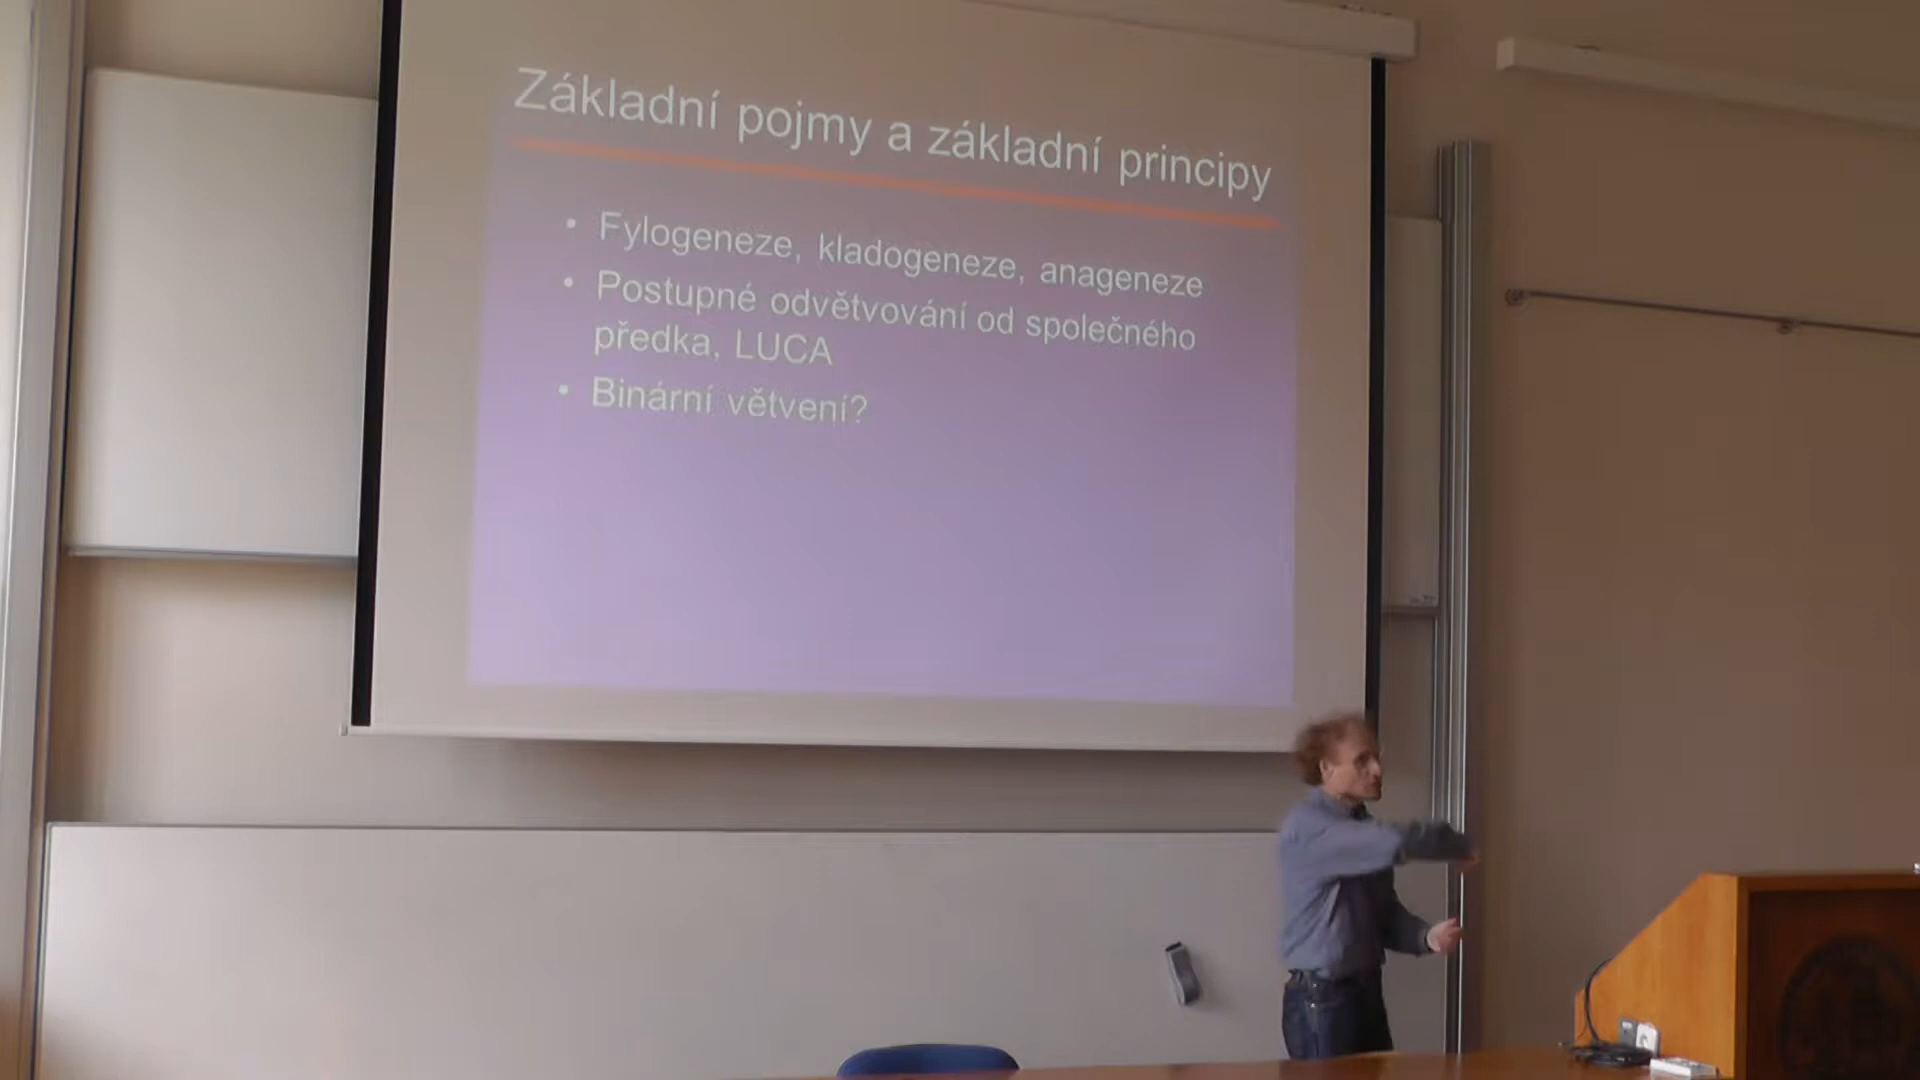 Základní pojmy a základní principy
• Fylogeneze, kladogeneze, anageneze
• Postupné odvětvování od společného
předka, LUCA
• Binární větvení?